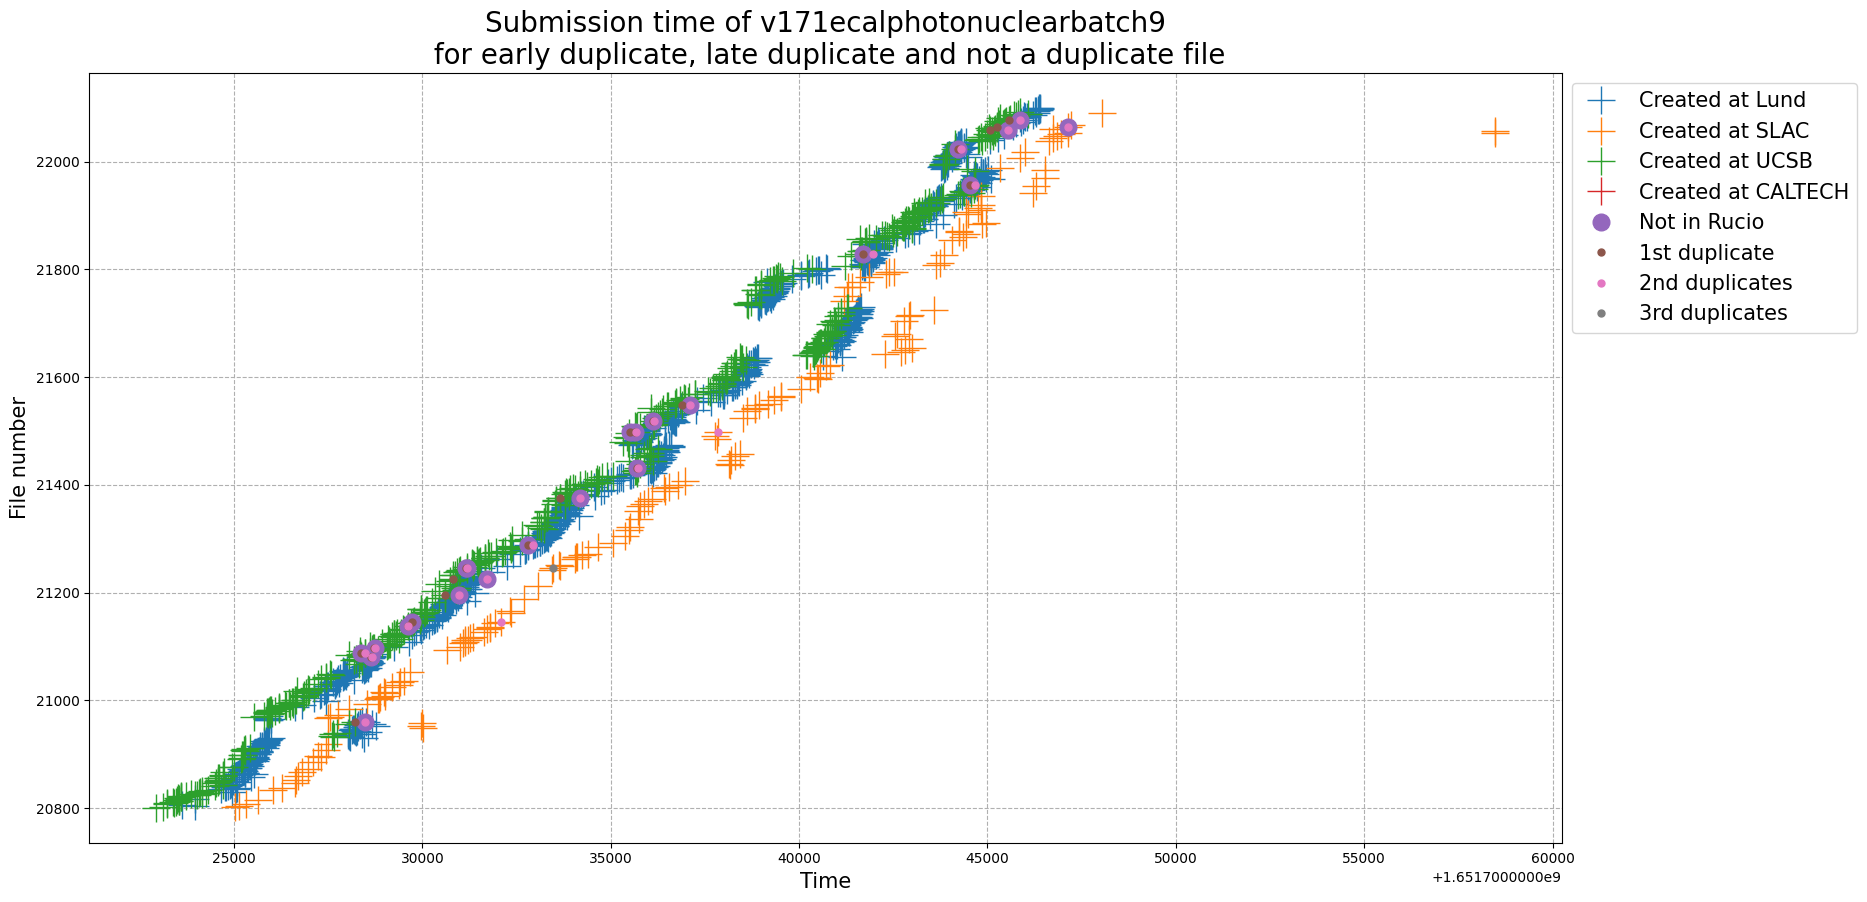 Submission time of v171ecalphotonuclearbatch9
for early duplicate, late duplicate and not a duplicate file
Created at Lund
Created at SLAC
Created at UCSB
Created at CALTECH
Not in Rucio
1st duplicate
2nd duplicates
3rd duplicates
File number
22000
21800
21600
21400
21200
21000
20800
25000 30000 35000 40000 45000 50000 55000 60000
Time
+1.6517000000e9